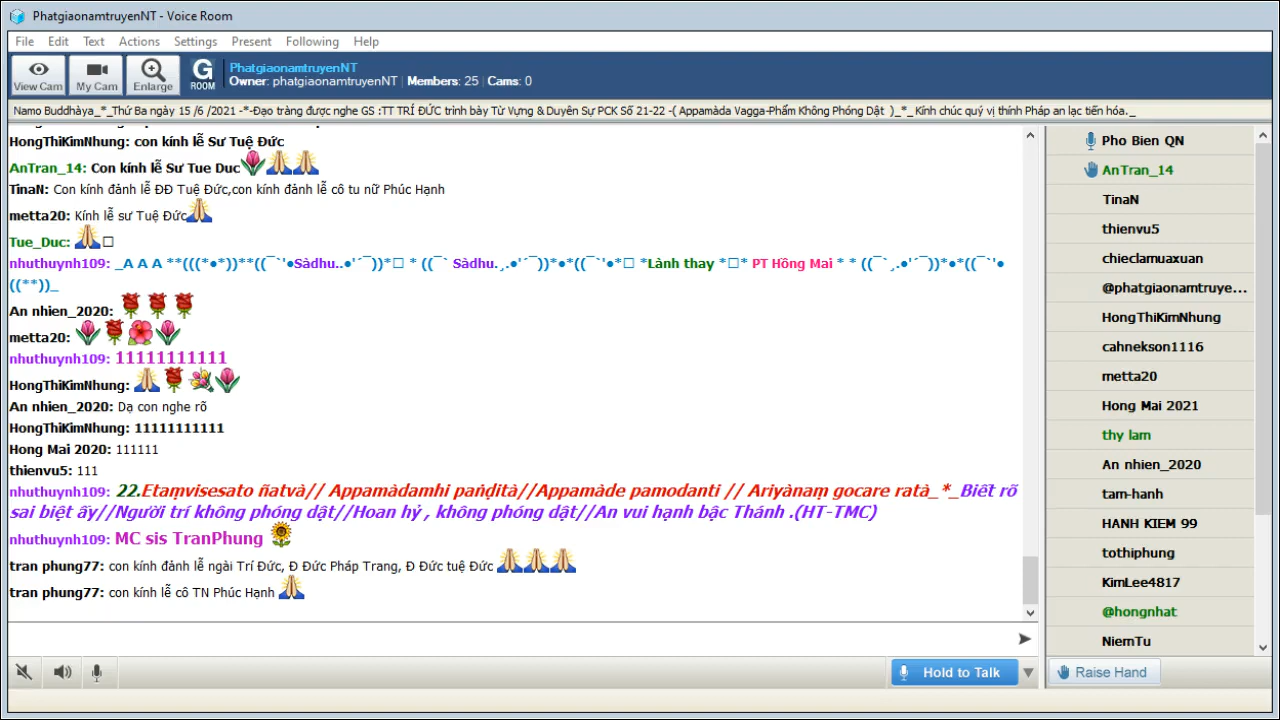 PhatgiaonamtruyenNT - Voice Room
File Edit Text Actions Settings Present Following Help
View Cam My Cam Enlarge G ROOM
PhatgiaonamtruyenNT
Owner: phatgiaonamtruyenNT Members: 25 Cams: 0
Namo Buddhàya_*_Thứ Ba ngày 15 /6 /2021 -*-Đạo tràng được nghe GS :TT TRÍ ĐỨC trình bày Từ Vựng & Duyên Sự PCK Số 21-22 -( Appamàda Vagga-Phẩm Không Phóng Dật )_*_ Kính chúc quý vị thính Pháp an lạc tiến hóa._
HongThiKimNhung: con kính lễ Sư Tuệ Đức
AnTran_14: Con kính lễ Sư Tue Duc
TinaN: Con kính đảnh lễ ĐĐ Tuệ Đức,con kính đảnh lễ cô tu nữ Phúc Hạnh
metta20: Kính lễ sư Tuệ Đức
Tue_Duc:
nhuthuynh109: _A A A **(((*●*))**((¯`'●Sàdhu..●'´¯))*□ * ((¯` Sàdhu.¸.●'´¯))*●*((¯`'●*□ *Lành thay *□* PT Hông Mai * * ((¯`¸.●'´¯))*●*((¯`'●
((**))_
An nhien_2020:
metta20:
nhuthuynh109: 11111111111
HongThiKimNhung:
An nhien_2020: Dạ con nghe rõ
HongThiKimNhung: 11111111111
Hong Mai 2020: 111111
thienvu5: 111
nhuthuynh109: 22.Etaṃvisesato ñatvà// Appamàdamhi paṇḍità//Appamàde pamodanti // Ariyànaṃ gocare ratà_*_Biết rõ
sai biệt ấy//Người trí không phóng dật//Hoan hỷ , không phóng dật//An vui hạnh bậc Thánh .(HT-TMC)
nhuthuynh109: MC sis TranPhung
tran phung77: con kính đảnh lễ ngài Trí Đức, Đ Đức Pháp Trang, Đ Đức tuệ Đức
tran phung77: con kính lễ cô TN Phúc Hạnh
Hold to Talk
Pho Bien QN
AnTran_14
TinaN
thienvu5
chieclamuaxuan
@phatgiaonamtruye...
HongThiKimNhung
cahnekson1116
metta20
Hong Mai 2021
thy lam
An nhien_2020
tam-hanh
HANH KIEM 99
tothiphung
KimLee4817
@hongnhat
NiemTu
Raise Hand